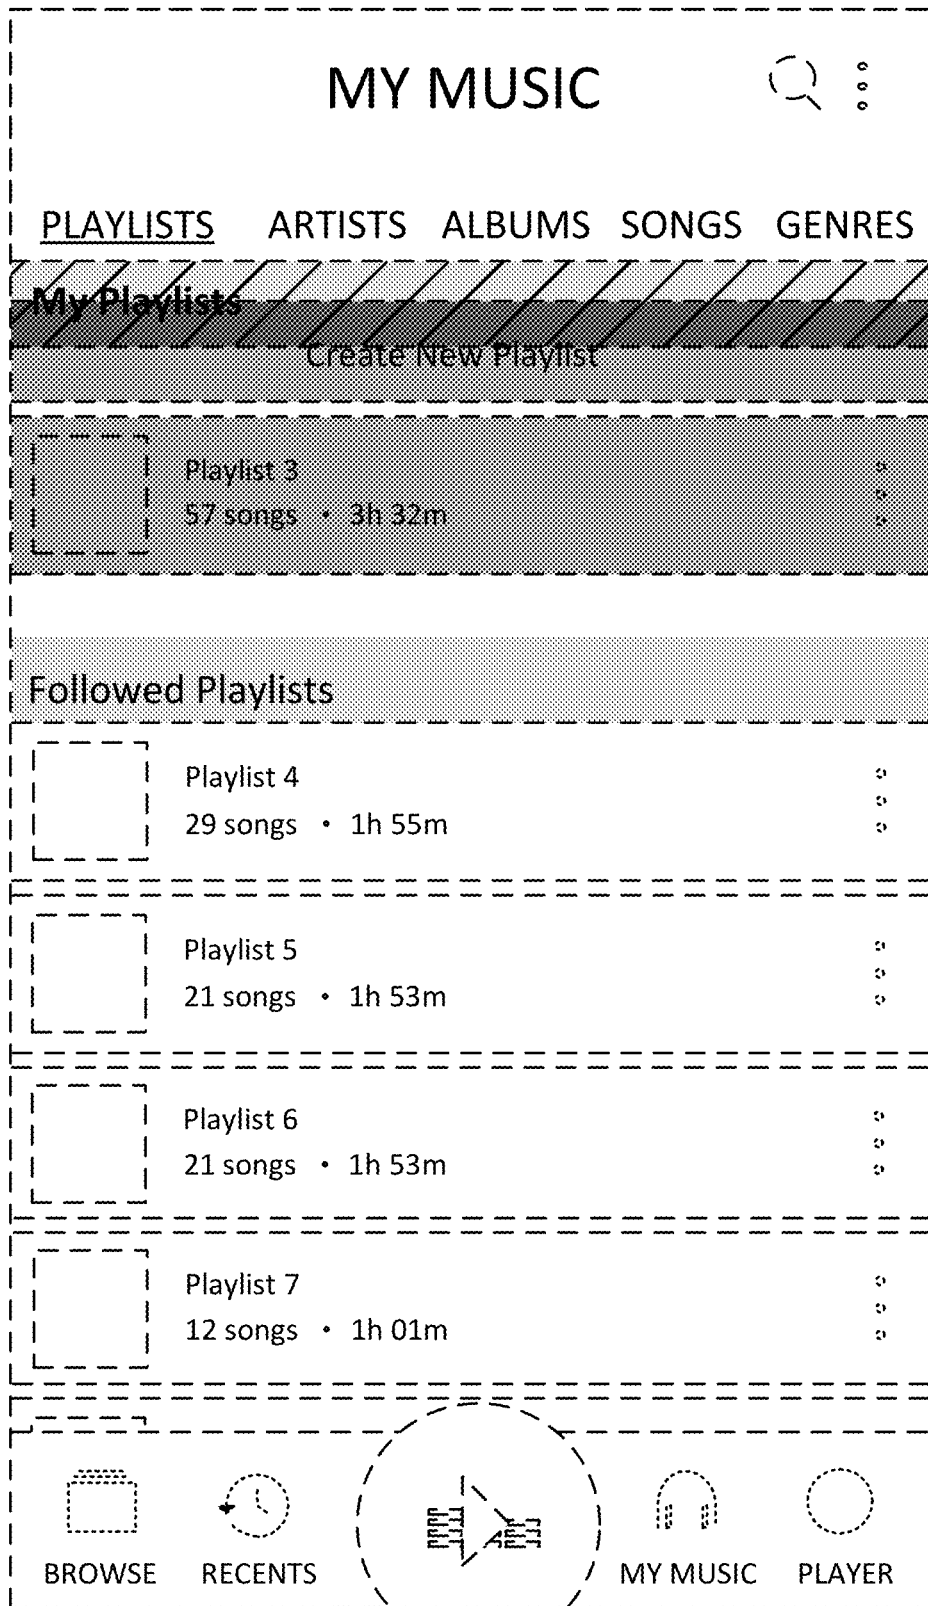 MY MUSIC
PLAYLISTS ARTISTS ALBUMS SONGS GENRES
My Playlists
Create New Playlist
Playlist 3
57 songs • 3h 32m
Followed Playlists
Playlist 4
29 songs • 1h 55m
Playlist 5
21 songs • 1h 53m
Playlist 6
21 songs • 1h 53m
Playlist 7
12 songs • 1h 01m
BROWSE RECENTS MY MUSIC PLAYER